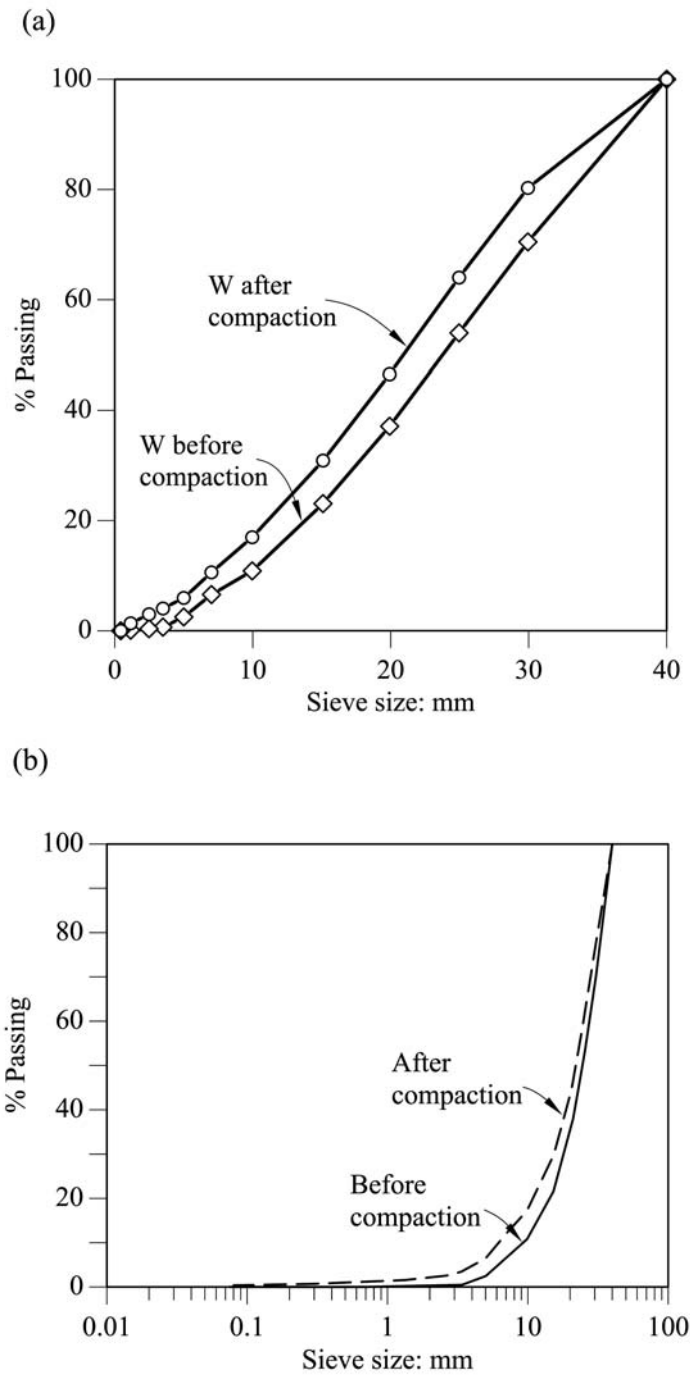 (a)
100
80
60
40
20
0
% Passing
W after
compaction
W before
compaction
0 10 20 30 40
Sieve size: mm
(b)
100
80
60
40
20
0
% Passing
After
compaction
Before
compaction
0.01 0.1 1 10 100
Sieve size: mm